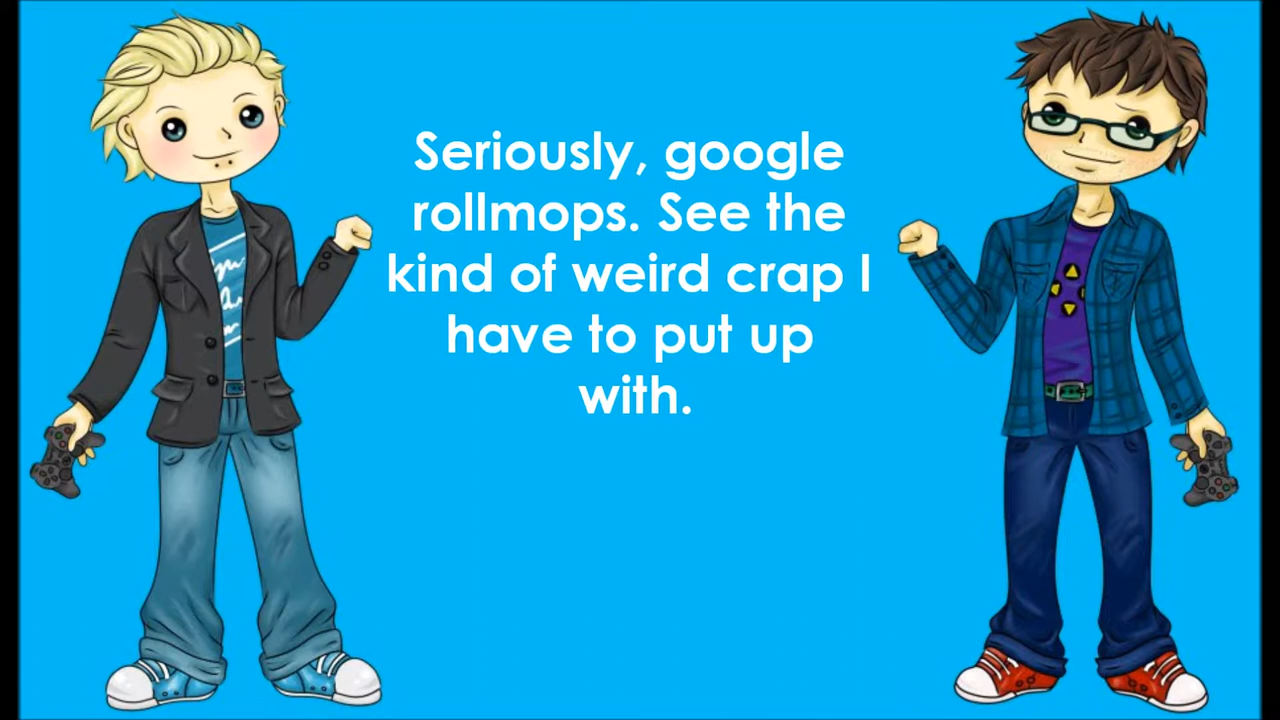 Seriously, google
rollmops. See the
kind of weird crap I
have to put up
with.